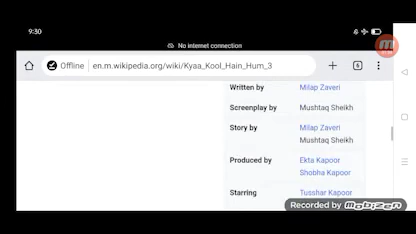 9:30
No internet connection
Offline en.m.wikipedia.org/wiki/Kyaa_Kool_Hain_Hum_3 6
Written by Milap Zaveri
Screenplay by Mushtaq Sheikh
Story by Milap Zaveri
Mushtaq Sheikh
Produced by Ekta Kapoor
Shobha Kapoor
Starring Tusshar Kapoor
Recorded by mobizen